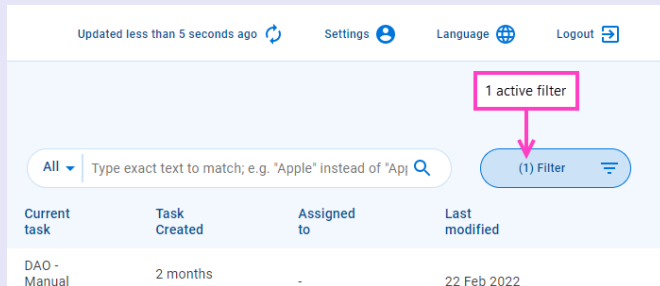 Updated less than 5 seconds ago Settings Language Logout
1 active filter
All Type exact text to match; e.g. "Apple" instead of "Ap (1) Filter
Current task Task Created Assigned to Last modified
DAO - Manual 2 months - 22 Feb 2022